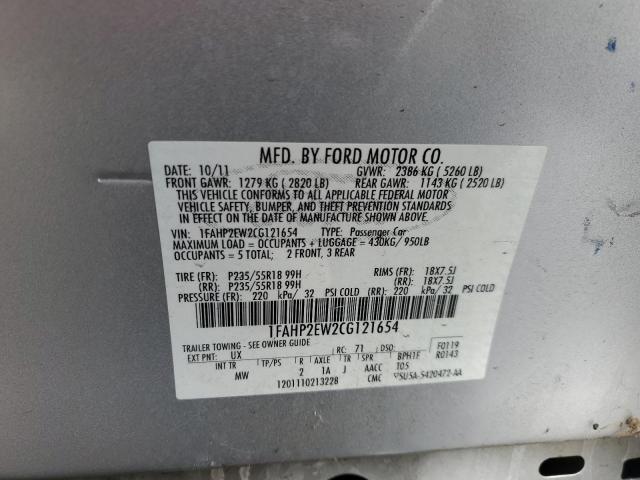 MFD. BY FORD MOTOR CO.
DATE: 10/11 GVWR: 2386 KG ( 5260 LB)
FRONT GAWR: 1279 KG ( 2820 LB) REAR GAWR: 1143 KG ( 2520 LB)
THIS VEHICLE CONFORMS TO ALL APPLICABLE FEDERAL MOTOR
VEHICLE SAFETY, BUMPER, AND THEFT PREVENTION STANDARDS
IN EFFECT ON THE DATE OF MANUFACTURE SHOWN ABOVE.
VIN: 1FAHP2EW2CG121654 TYPE: Passenger Car
MAXIMUM LOAD = OCCUPANTS + LUGGAGE = 430KG/ 950LB
OCCUPANTS = 5 TOTAL; 2 FRONT, 3 REAR
TIRE (FR): P235/55R18 99H RIMS (FR): 18X7.5J
(RR): P235/55R18 99H (RR): 18X7.5J
PRESSURE (FR): 220 kPa/ 32 PSI COLD (RR): 220 kPa/ 32 PSI COLD
1FAHP2EW2CG121654
TRAILER TOWING - SEE OWNER GUIDE F0119
EXT PNT: UX RC: 71 DSO: R0143
INT TR TP/PS R AXLE TR SPR BPH1F
MW 2 1A J AACC T05
1201110213228 CMC 5U5A-5420472-AA